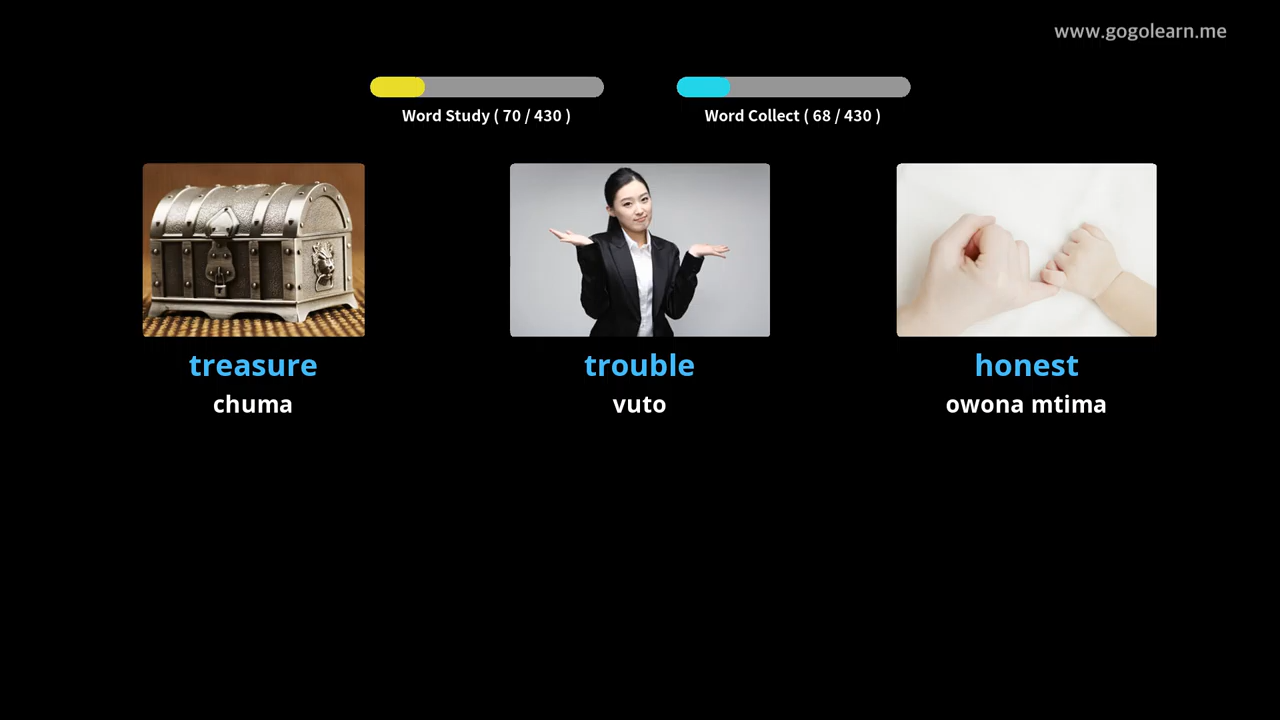 www.gogolearn.me
Word Study ( 70 / 430 )
Word Collect ( 68 / 430 )
treasure
chuma
trouble
vuto
honest
owona mtima